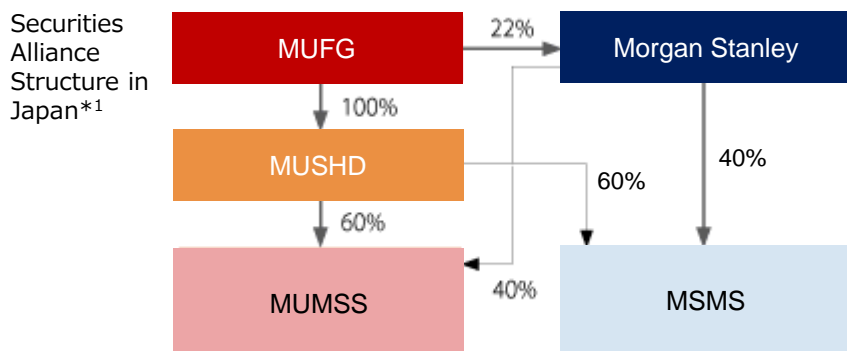 Securities
Alliance
Structure in
Japan*1
MUFG
22%
Morgan Stanley
100%
MUSHD
60%
40%
60%
MUMSS
40%
MSMS